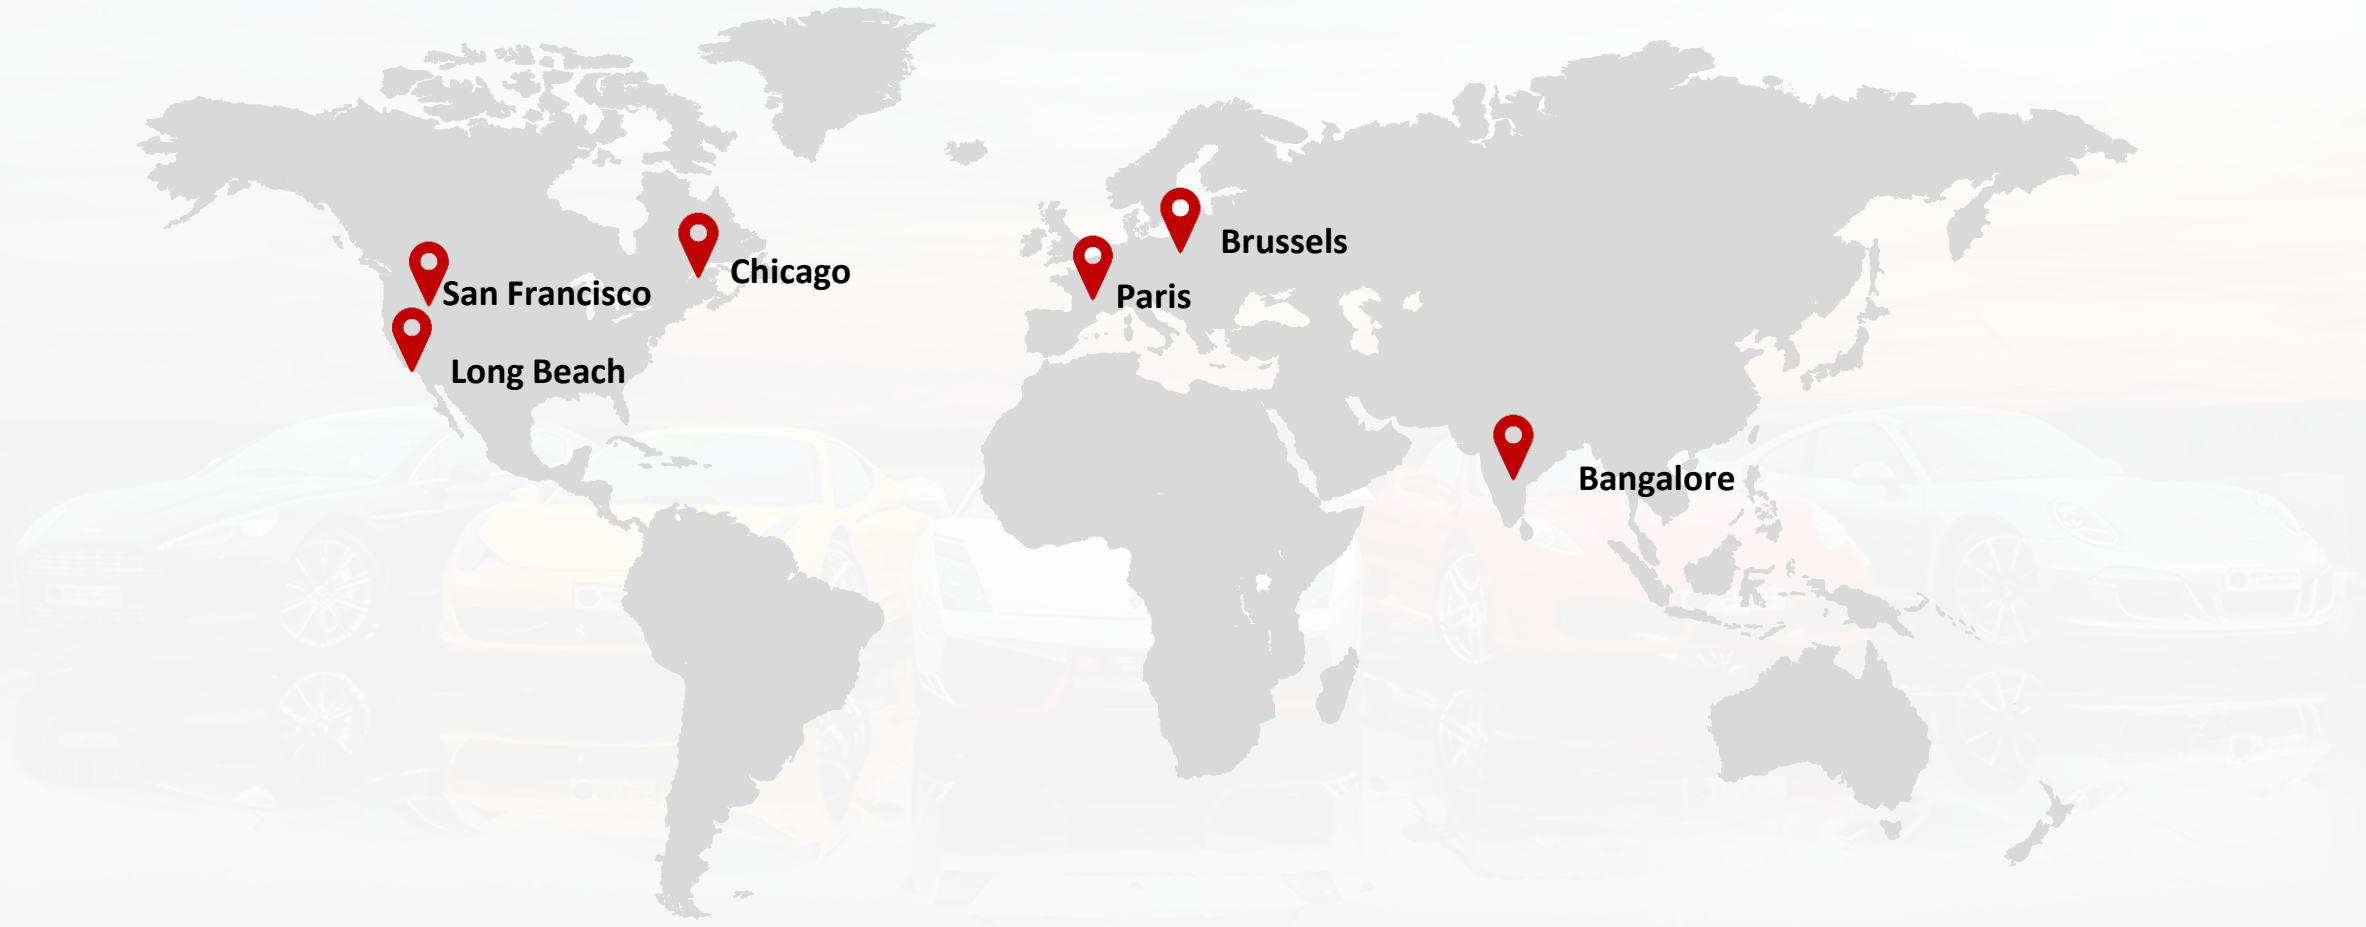 Brussels
Chicago
San Francisco
Paris
Long Beach
Bangalore